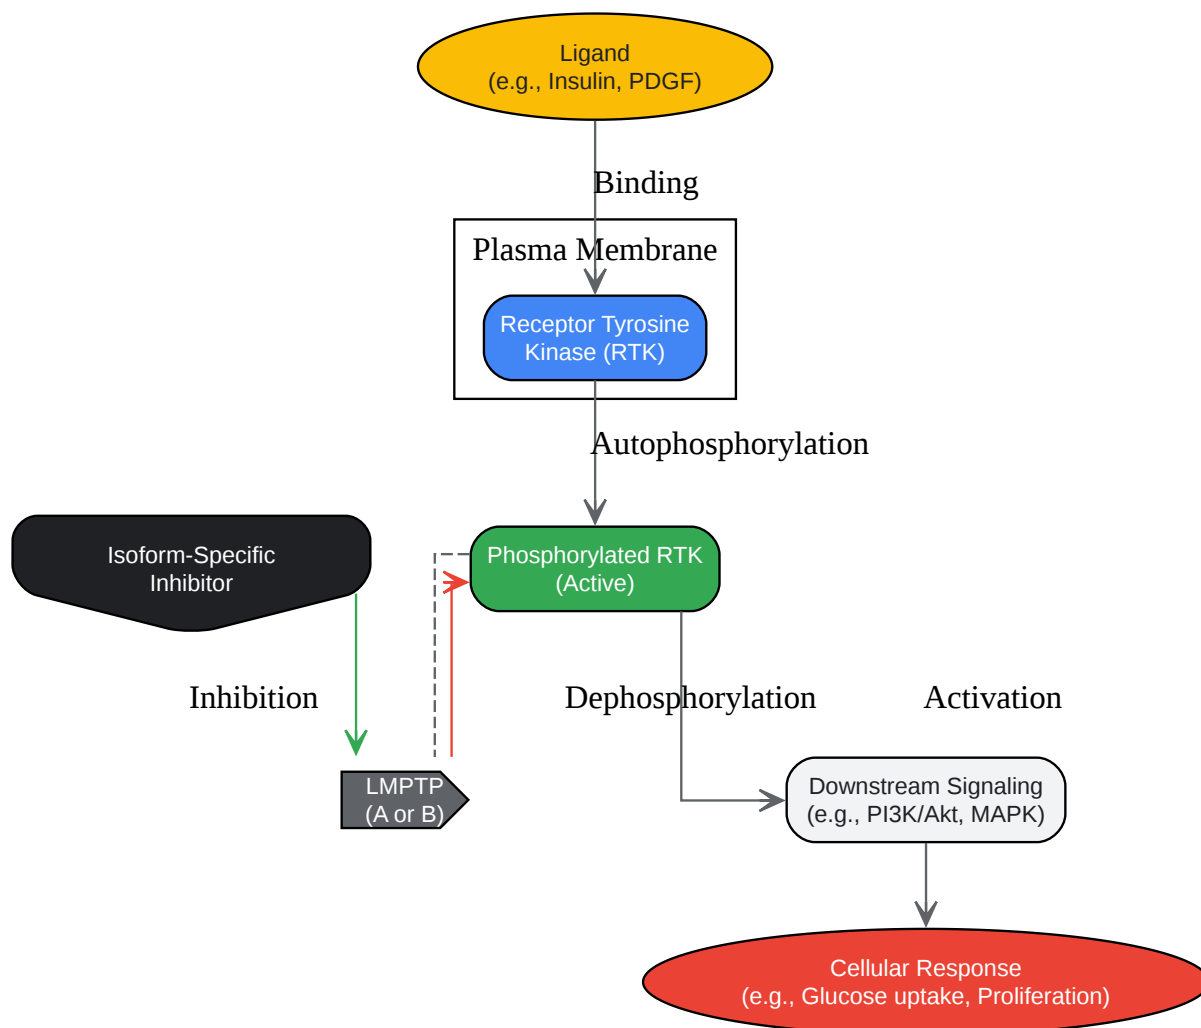 Ligand
(e.g., Insulin, PDGF)
Binding
Plasma Membrane
Receptor Tyrosine
Kinase (RTK)
Autophosphorylation
Isoform-Specific
Inhibitor
Phosphorylated RTK
(Active)
Inhibition
Dephosphorylation
Activation
LMPTP
(A or B)
Downstream Signaling
(e.g., PI3K/Akt, MAPK)
Cellular Response
(e.g., Glucose uptake, Proliferation)